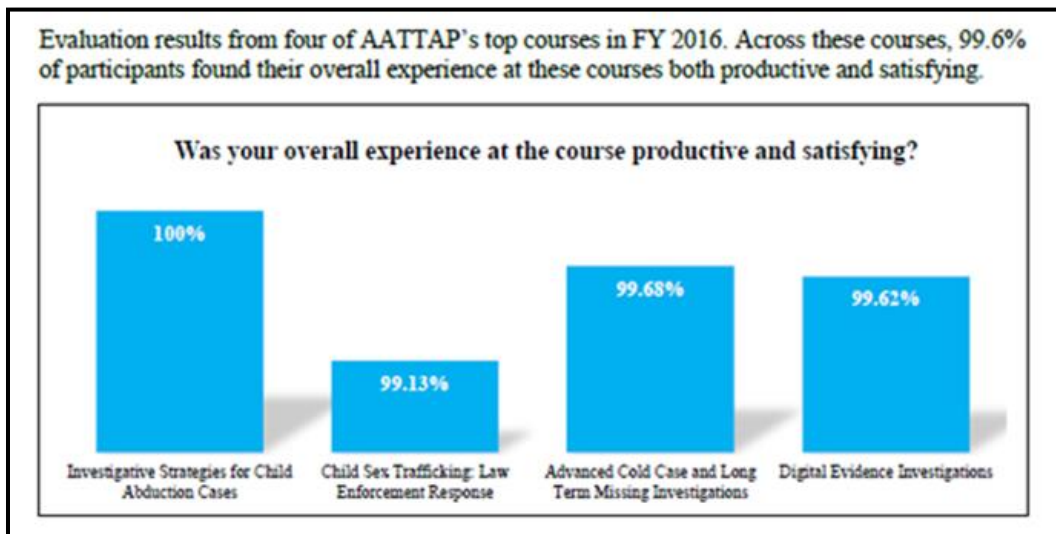 Evaluation results from four of AATTAP's top courses in FY 2016. Across these courses, 99.6%
of participants found their overall experience at these courses both productive and satisfying.
Was your overall experience at the course productive and satisfying?
100%
99.13%
99.68%
99.62%
Investigative Strategies for Child
Abduction Cases
Child Sex Trafficking: Law
Enforcement Response
Advanced Cold Case and Long
Term Missing Investigations
Digital Evidence Investigations